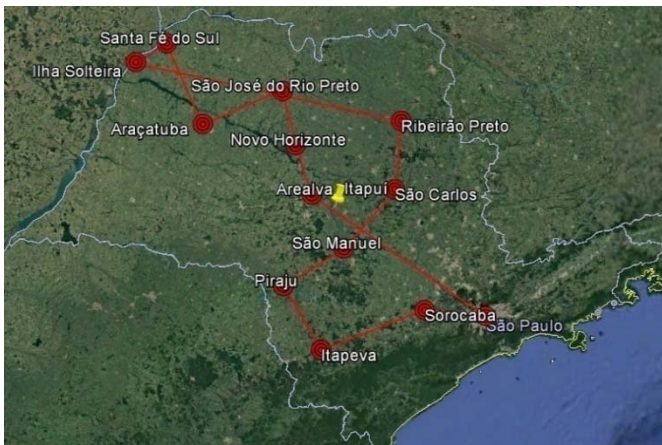 Santa Fé do Sul
Ilha Solteira
São José do Rio Preto
Araçatuba
Ribeirão Preto
Novo Horizonte
Arealva
Itapuí
São Carlos
São Manuel
Piraju
Sorocaba
São Paulo
Itapeva